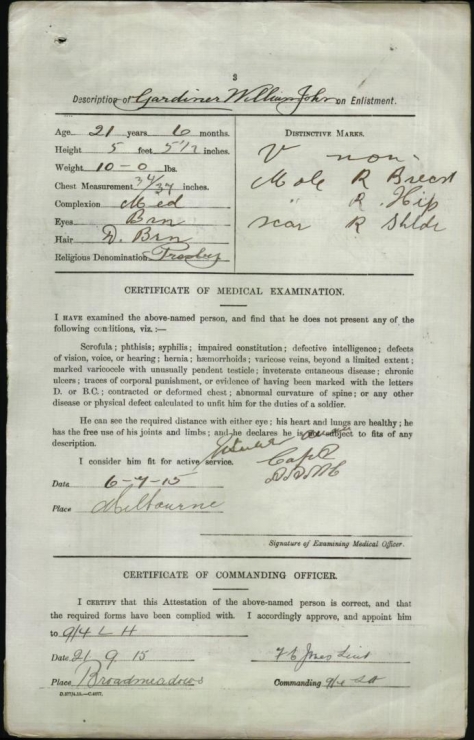 3
Description of Gardiner William John on Enlistment.
Age 21 years 6 months.
Height 5 feet 5 1/2 inches.
Weight 10-0 lbs.
Chest Measurement 34/37 inches.
Complexion Med
Eyes Brn
Hair D. Brn
Religious Denomination Presby
DISTINCTIVE MARKS.
V non-
Mole R Breast
" R. Hip
scar R Shldr
CERTIFICATE OF MEDICAL EXAMINATION.
I HAVE examined the above-named person, and find that he does not present any of the
following conditions, viz. :—
Scrofula; phthisis; syphilis; impaired constitution; defective intelligence; defects
of vision, voice, or hearing; hernia; hæmorrhoids; varicose veins, beyond a limited extent;
marked varicocele with unusually pendent testicle; inveterate cutaneous disease; chronic
ulcers; traces of corporal punishment, or evidence of having been marked with the letters
D. or B.C.; contracted or deformed chest; abnormal curvature of spine; or any other
disease or physical defect calculated to unfit him for the duties of a soldier.
He can see the required distance with either eye; his heart and lungs are healthy; he
has the free use of his joints and limbs; and he declares he is not subject to fits of any
description.
I consider him fit for active service.
Capt
Date 6-7-15
Place Melbourne
Signature of Examining Medical Officer.
CERTIFICATE OF COMMANDING OFFICER.
I CERTIFY that this Attestation of the above-named person is correct, and that
the required forms have been complied with. I accordingly approve, and appoint him
to 9/4 L H
Date 21 9 15
Jones Lieut
Place Broadmeadows
Commanding 9/4 LH